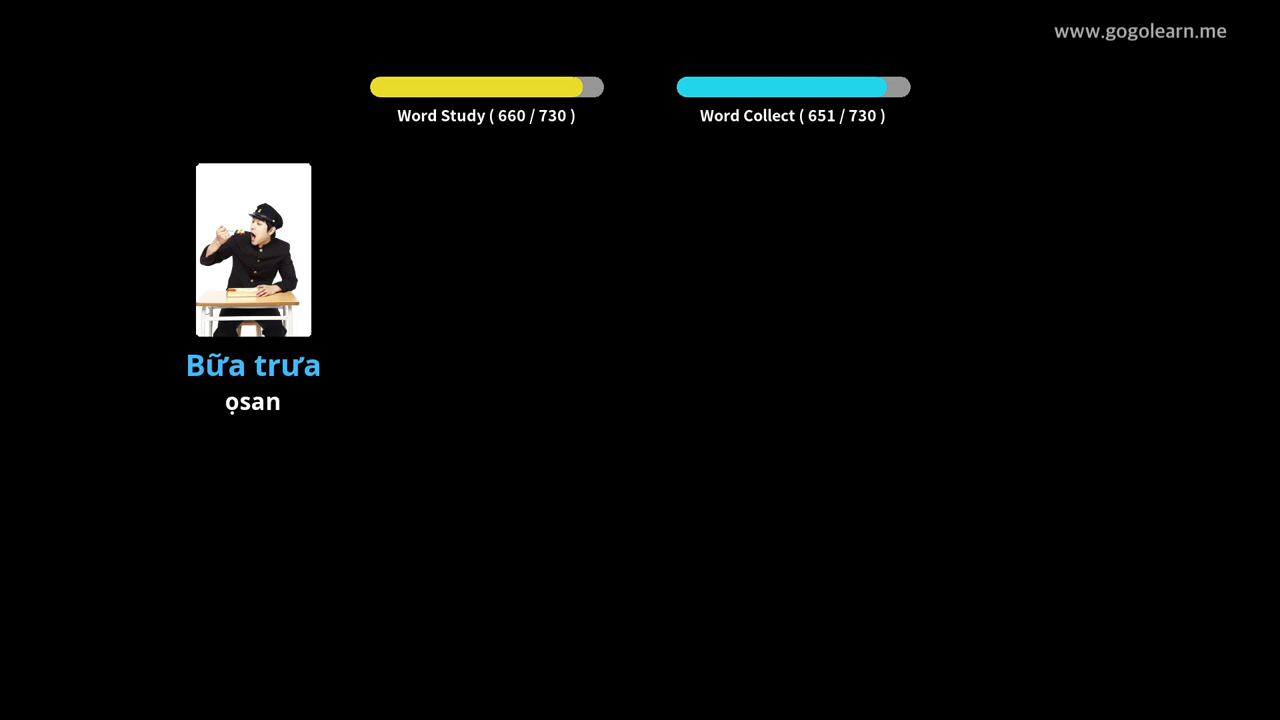 www.gogolearn.me
Word Study ( 660 / 730 )
Word Collect ( 651 / 730 )
Bữa trưa
ọsan